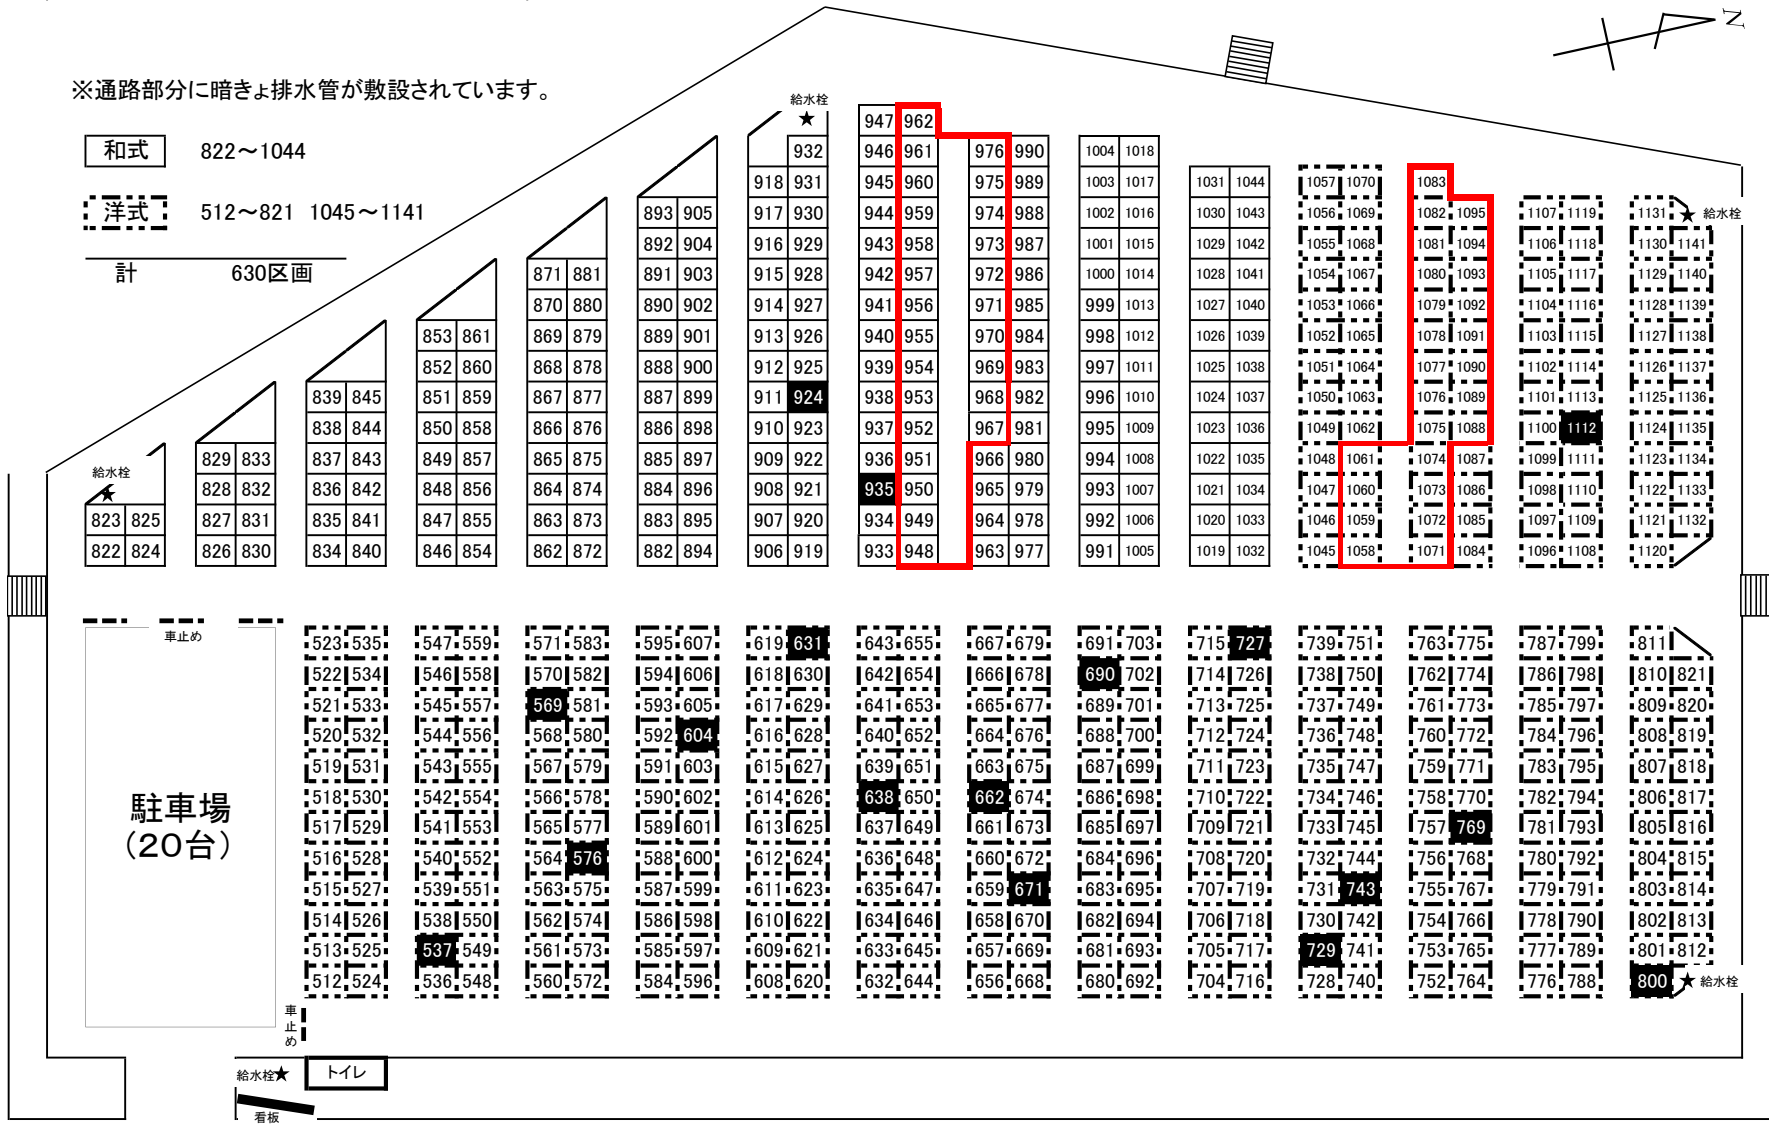 N
※通路部分に暗きょ排水管が敷設されています。
和式 822～1044
洋式 512～821 1045～1141
計 630区画
給水栓
★
947 962
932 946 961 976 990 1004 1018
918 931 945 960 975 989 1003 1017 1031 1044 1057 1070 1083
893 905 917 930 944 959 974 988 1002 1016 1030 1043 1056 1069 1082 1095 1107 1119 1131 ★ 給水栓
892 904 916 929 943 958 973 987 1001 1015 1029 1042 1055 1068 1081 1094 1106 1118 1130 1141
871 881 891 903 915 928 942 957 972 986 1000 1014 1028 1041 1054 1067 1080 1093 1105 1117 1129 1140
870 880 890 902 914 927 941 956 971 985 999 1013 1027 1040 1053 1066 1079 1092 1104 1116 1128 1139
853 861 869 879 889 901 913 926 940 955 970 984 998 1012 1026 1039 1052 1065 1078 1091 1103 1115 1127 1138
852 860 868 878 888 900 912 925 939 954 969 983 997 1011 1025 1038 1051 1064 1077 1090 1102 1114 1126 1137
839 845 851 859 867 877 887 899 911 924 938 953 968 982 996 1010 1024 1037 1050 1063 1076 1089 1101 1113 1125 1136
838 844 850 858 866 876 886 898 910 923 937 952 967 981 995 1009 1023 1036 1049 1062 1075 1088 1100 1112 1124 1135
829 833 837 843 849 857 865 875 885 897 909 922 936 951 966 980 994 1008 1022 1035 1048 1061 1074 1087 1099 1111 1123 1134
給水栓
★
828 832 836 842 848 856 864 874 884 896 908 921 935 950 965 979 993 1007 1021 1034 1047 1060 1073 1086 1098 1110 1122 1133
823 825 827 831 835 841 847 855 863 873 883 895 907 920 934 949 964 978 992 1006 1020 1033 1046 1059 1072 1085 1097 1109 1121 1132
822 824 826 830 834 840 846 854 862 872 882 894 906 919 933 948 963 977 991 1005 1019 1032 1045 1058 1071 1084 1096 1108 1120
車止め
523 535 547 559 571 583 595 607 619 631 643 655 667 679 691 703 715 727 739 751 763 775 787 799 811
522 534 546 558 570 582 594 606 618 630 642 654 666 678 690 702 714 726 738 750 762 774 786 798 810 821
521 533 545 557 569 581 593 605 617 629 641 653 665 677 689 701 713 725 737 749 761 773 785 797 809 820
520 532 544 556 568 580 592 604 616 628 640 652 664 676 688 700 712 724 736 748 760 772 784 796 808 819
519 531 543 555 567 579 591 603 615 627 639 651 663 675 687 699 711 723 735 747 759 771 783 795 807 818
518 530 542 554 566 578 590 602 614 626 638 650 662 674 686 698 710 722 734 746 758 770 782 794 806 817
517 529 541 553 565 577 589 601 613 625 637 649 661 673 685 697 709 721 733 745 757 769 781 793 805 816
516 528 540 552 564 576 588 600 612 624 636 648 660 672 684 696 708 720 732 744 756 768 780 792 804 815
515 527 539 551 563 575 587 599 611 623 635 647 659 671 683 695 707 719 731 743 755 767 779 791 803 814
514 526 538 550 562 574 586 598 610 622 634 646 658 670 682 694 706 718 730 742 754 766 778 790 802 813
513 525 537 549 561 573 585 597 609 621 633 645 657 669 681 693 705 717 729 741 753 765 777 789 801 812
512 524 536 548 560 572 584 596 608 620 632 644 656 668 680 692 704 716 728 740 752 764 776 788 800 ★ 給水栓
駐車場
（20台）
車止め
給水栓★
トイレ
看板